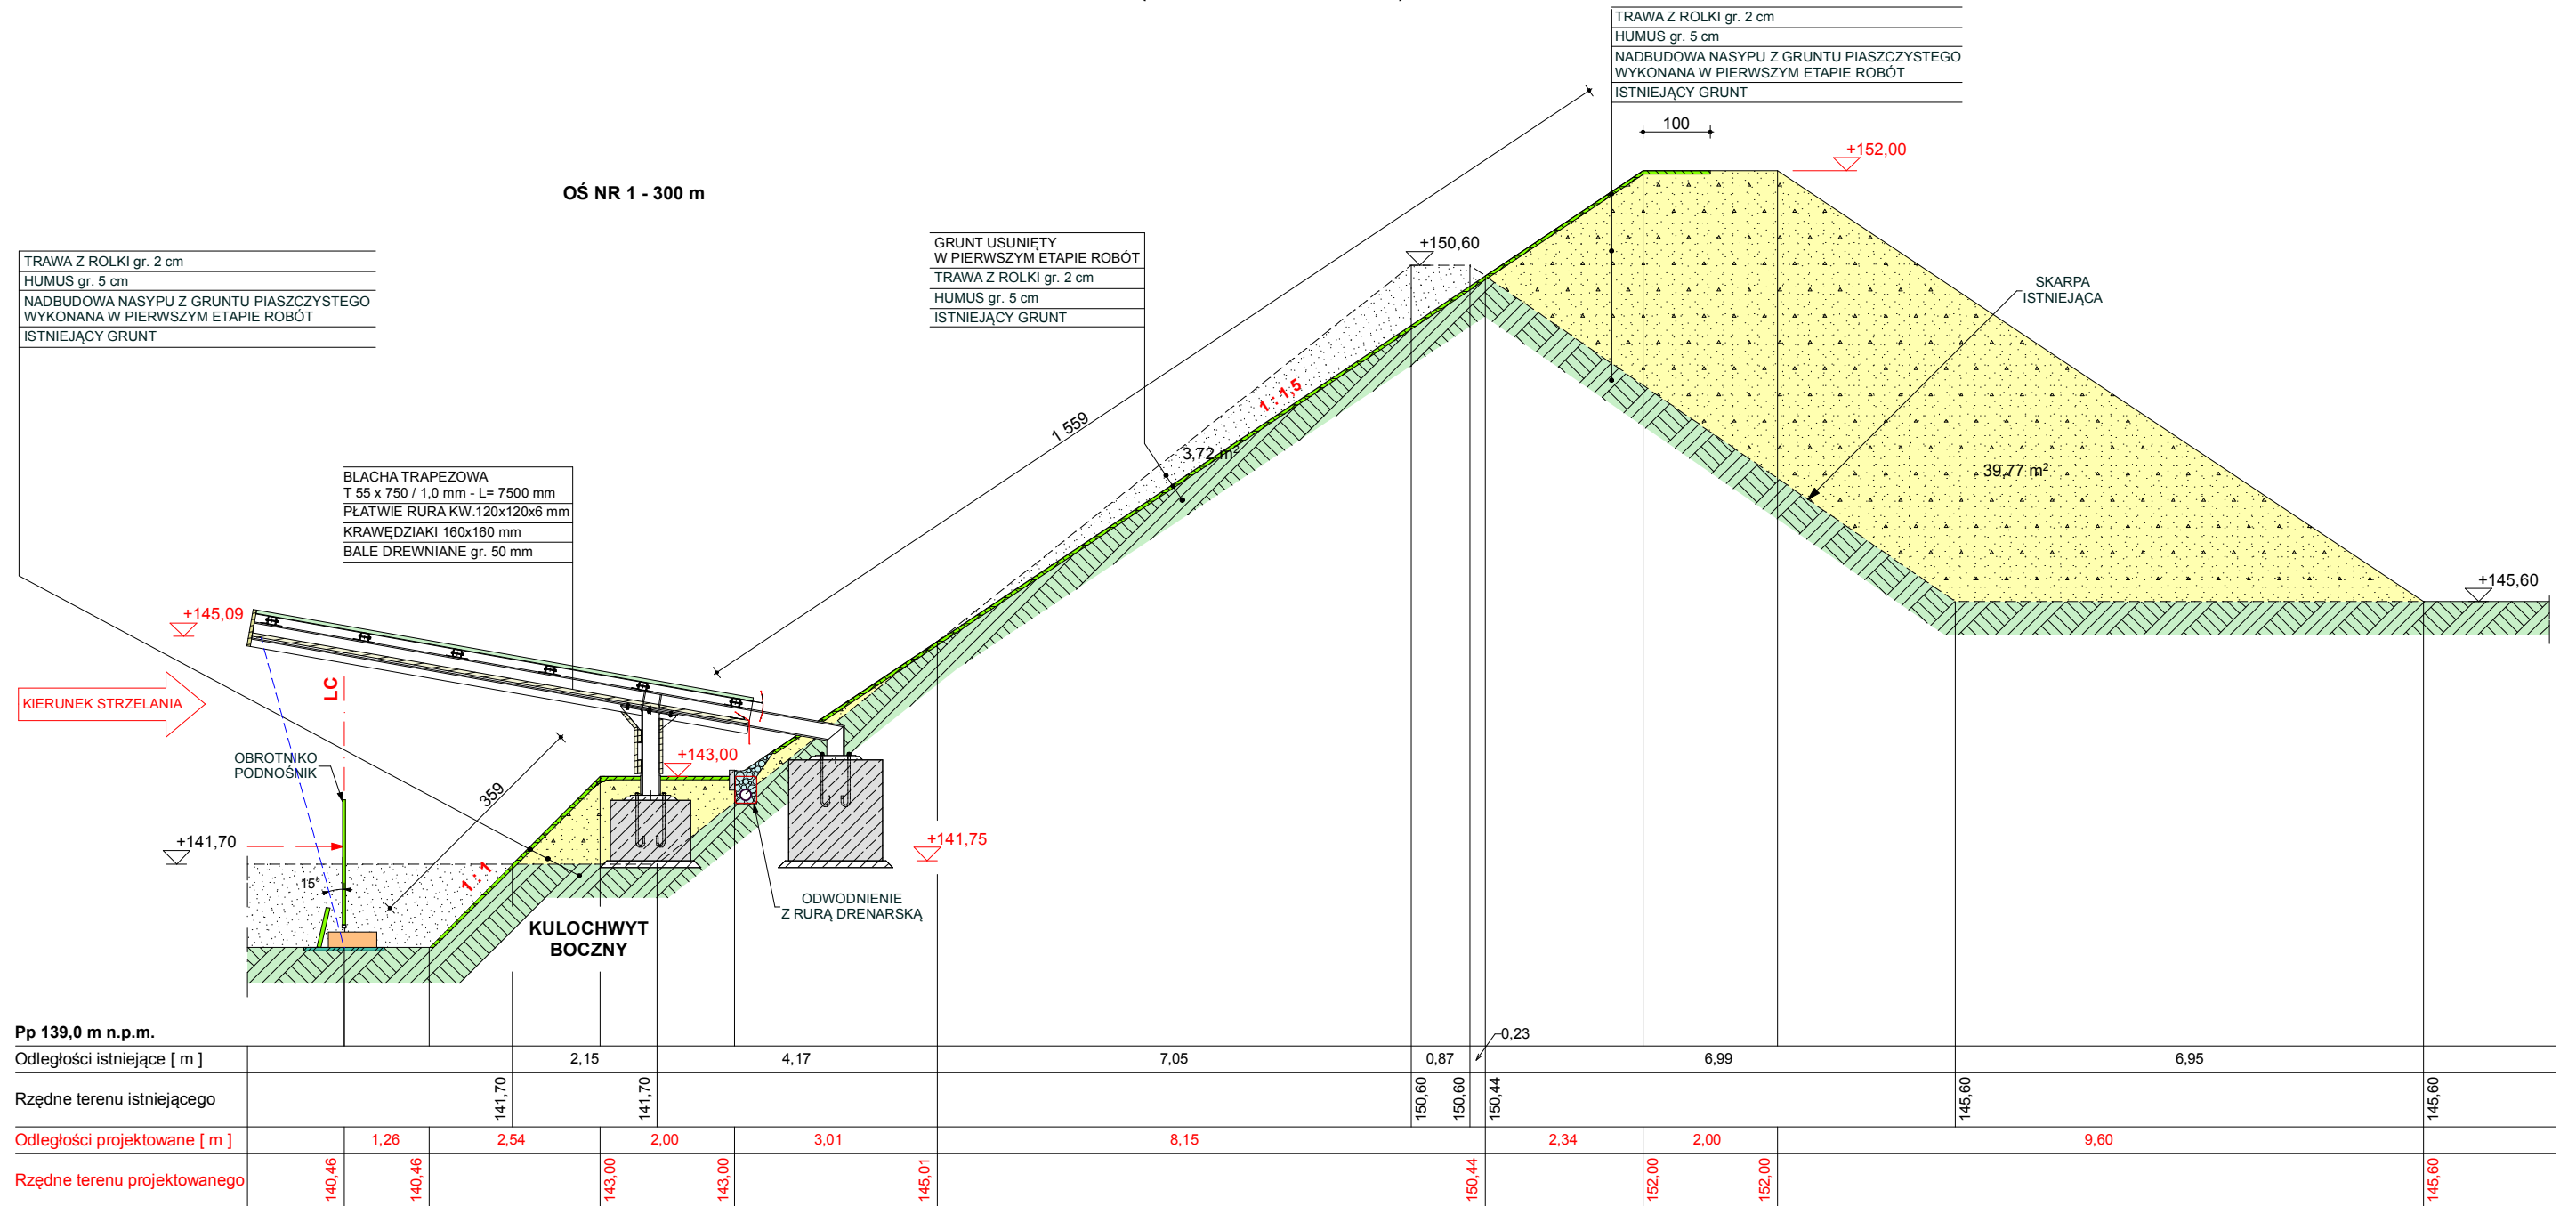 TRAWA Z ROLKI gr. 2 cm
HUMUS gr. 5 cm
NADBUDOWA NASYPU Z GRUNTU PIASZCZYSTEGO
WYKONANA W PIERWSZYM ETAPIE ROBÓT
ISTNIEJĄCY GRUNT
100
+152,00
OŚ NR 1 - 300 m
GRUNT USUNIĘTY
W PIERWSZYM ETAPIE ROBÓT
TRAWA Z ROLKI gr. 2 cm
HUMUS gr. 5 cm
ISTNIEJĄCY GRUNT
+150,60
TRAWA Z ROLKI gr. 2 cm
HUMUS gr. 5 cm
NADBUDOWA NASYPU Z GRUNTU PIASZCZYSTEGO
WYKONANA W PIERWSZYM ETAPIE ROBÓT
ISTNIEJĄCY GRUNT
SKARPA
ISTNIEJĄCA
1 : 1,5
1 559
3,72 m²
39,77 m²
BLACHA TRAPEZOWA
T 55 x 750 / 1,0 mm - L= 7500 mm
PŁATWIE RURA KW.120x120x6 mm
KRAWĘDZIAKI 160x160 mm
BALE DREWNIANE gr. 50 mm
+145,60
+145,09
LC
KIERUNEK STRZELANIA
OBROTNIKO
PODNOŚNIK
+143,00
359
+141,70
+141,75
15°
1 : 1
ODWODNIENIE
Z RURĄ DRENARSKĄ
KULOCHWYT
BOCZNY
Pp 139,0 m n.p.m.
Odległości istniejące [ m ]
2,15
4,17
7,05
0,87
0,23
6,99
6,95
Rzędne terenu istniejącego
141,70
141,70
150,60
150,60
150,44
145,60
145,60
Odległości projektowane [ m ]
1,26
2,54
2,00
3,01
8,15
2,34
2,00
9,60
Rzędne terenu projektowanego
140,46
140,46
143,00
143,00
145,01
150,44
152,00
152,00
145,60